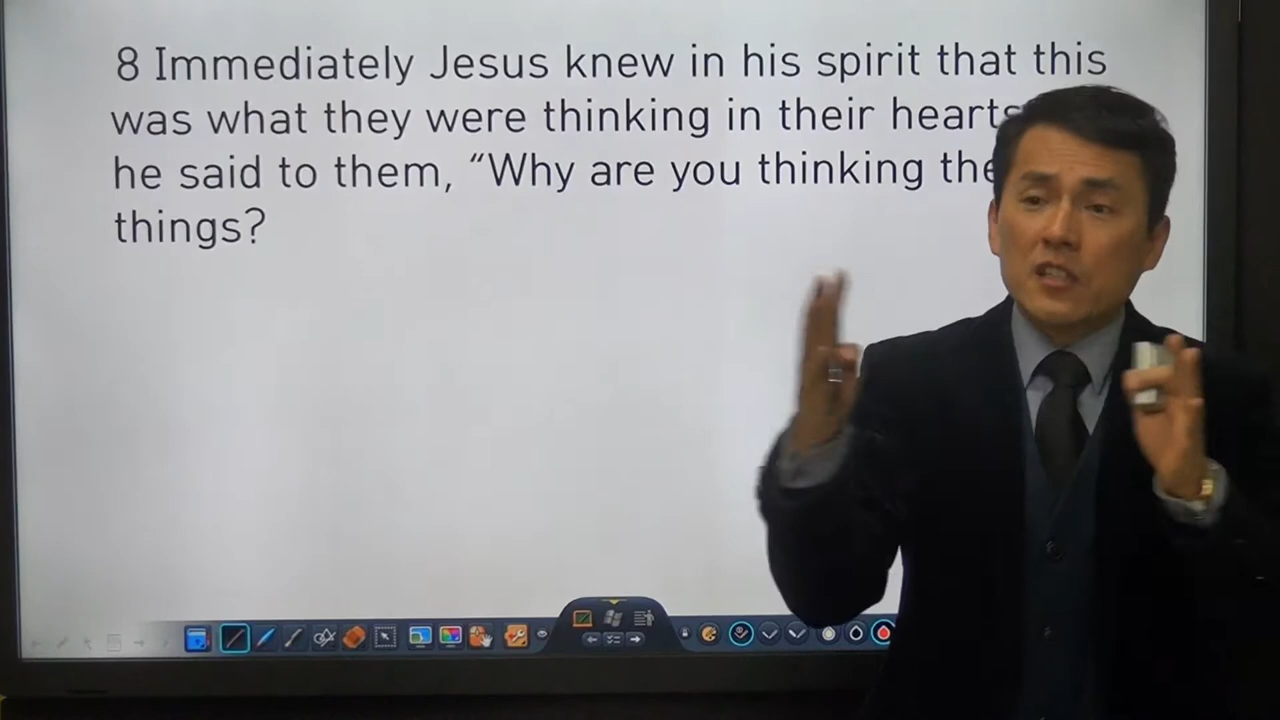 8 Immediately Jesus knew in his spirit that this
was what they were thinking in their hearts
he said to them, “Why are you thinking
things?